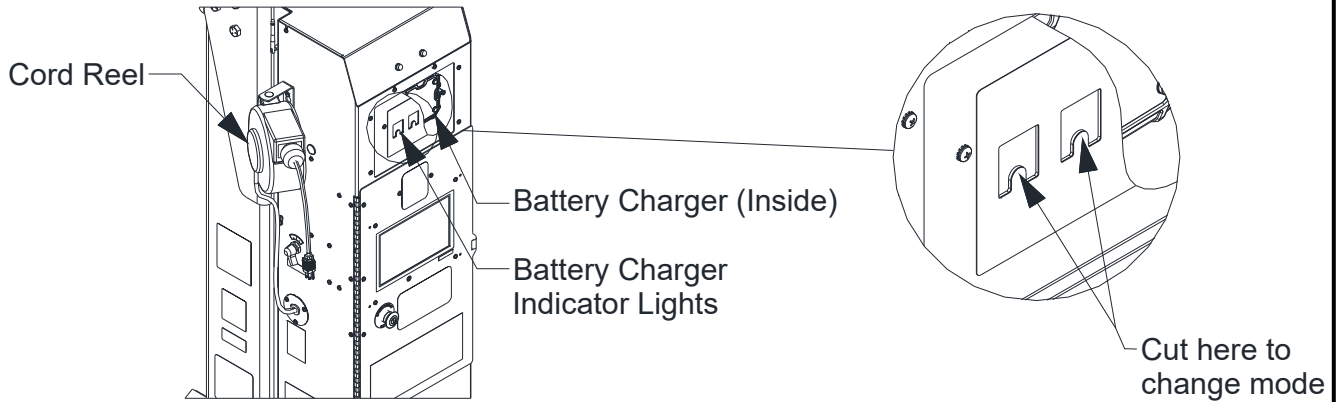 Cord Reel
Battery Charger (Inside)
Battery Charger
Indicator Lights
Cut here to
change mode